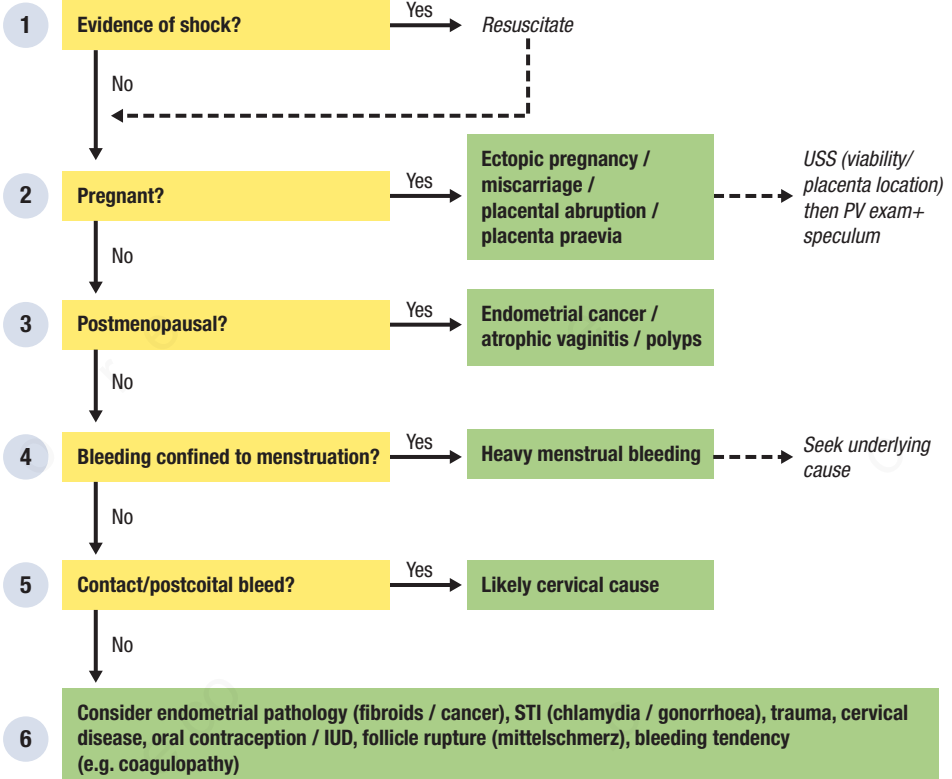 1
Evidence of shock?
Yes
Resuscitate
No
2
Pregnant?
Yes
Ectopic pregnancy /
miscarriage /
placental abruption /
placenta praevia
USS (viability/
placenta location)
then PV exam+
speculum
No
3
Postmenopausal?
Yes
Endometrial cancer /
atrophic vaginitis / polyps
No
4
Bleeding confined to menstruation?
Yes
Heavy menstrual bleeding
Seek underlying
cause
No
5
Contact/postcoital bleed?
Yes
Likely cervical cause
No
6
Consider endometrial pathology (fibroids / cancer), STI (chlamydia / gonorrhoea), trauma, cervical
disease, oral contraception / IUD, follicle rupture (mittelschmerz), bleeding tendency
(e.g. coagulopathy)